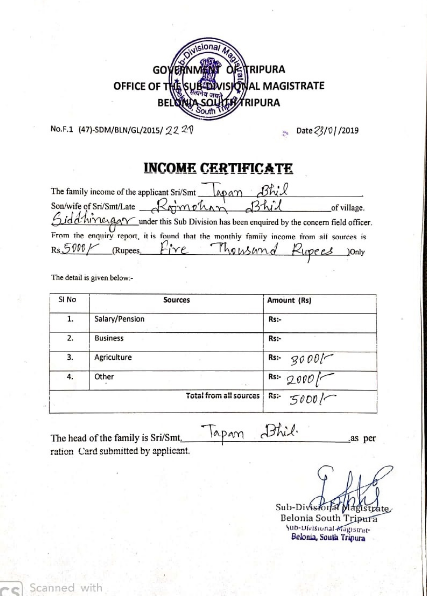 Sub-Divisional Magistrate
GOVERNMENT OF TRIPURA
OFFICE OF THE SUB-DIVISIONAL MAGISTRATE
BELONIA SOUTH TRIPURA
No.F.1 (47)-SDM/BLN/GL/2015/ Date 23/01/2019
INCOME CERTIFICATE
The family income of the applicant Sri/Smt Tapan Bhil
Son/wife of Sri/Smt/Late Rajmohan Bhil of village.
Siddhinagar under this Sub Division has been enquired by the concern field officer.
From the enquiry report, it is found that the monthly family income from all sources is
Rs. 5000/- (Rupees, Five Thousand Rupees )Only
The detail is given below:-
Sl No Sources Amount (Rs)
1. Salary/Pension Rs:-
2. Business Rs:-
3. Agriculture Rs:- 3000/-
4. Other Rs:- 2000/-
Total from all sources Rs:- 5000/-
The head of the family is Sri/Smt, Tapan Bhil ,as per
ration Card submitted by applicant.
Sub-Divisional Magistrate
Belonia South Tripura
Sub-Divisional Magistrate
Belonia, South Tripura
CS Scanned with